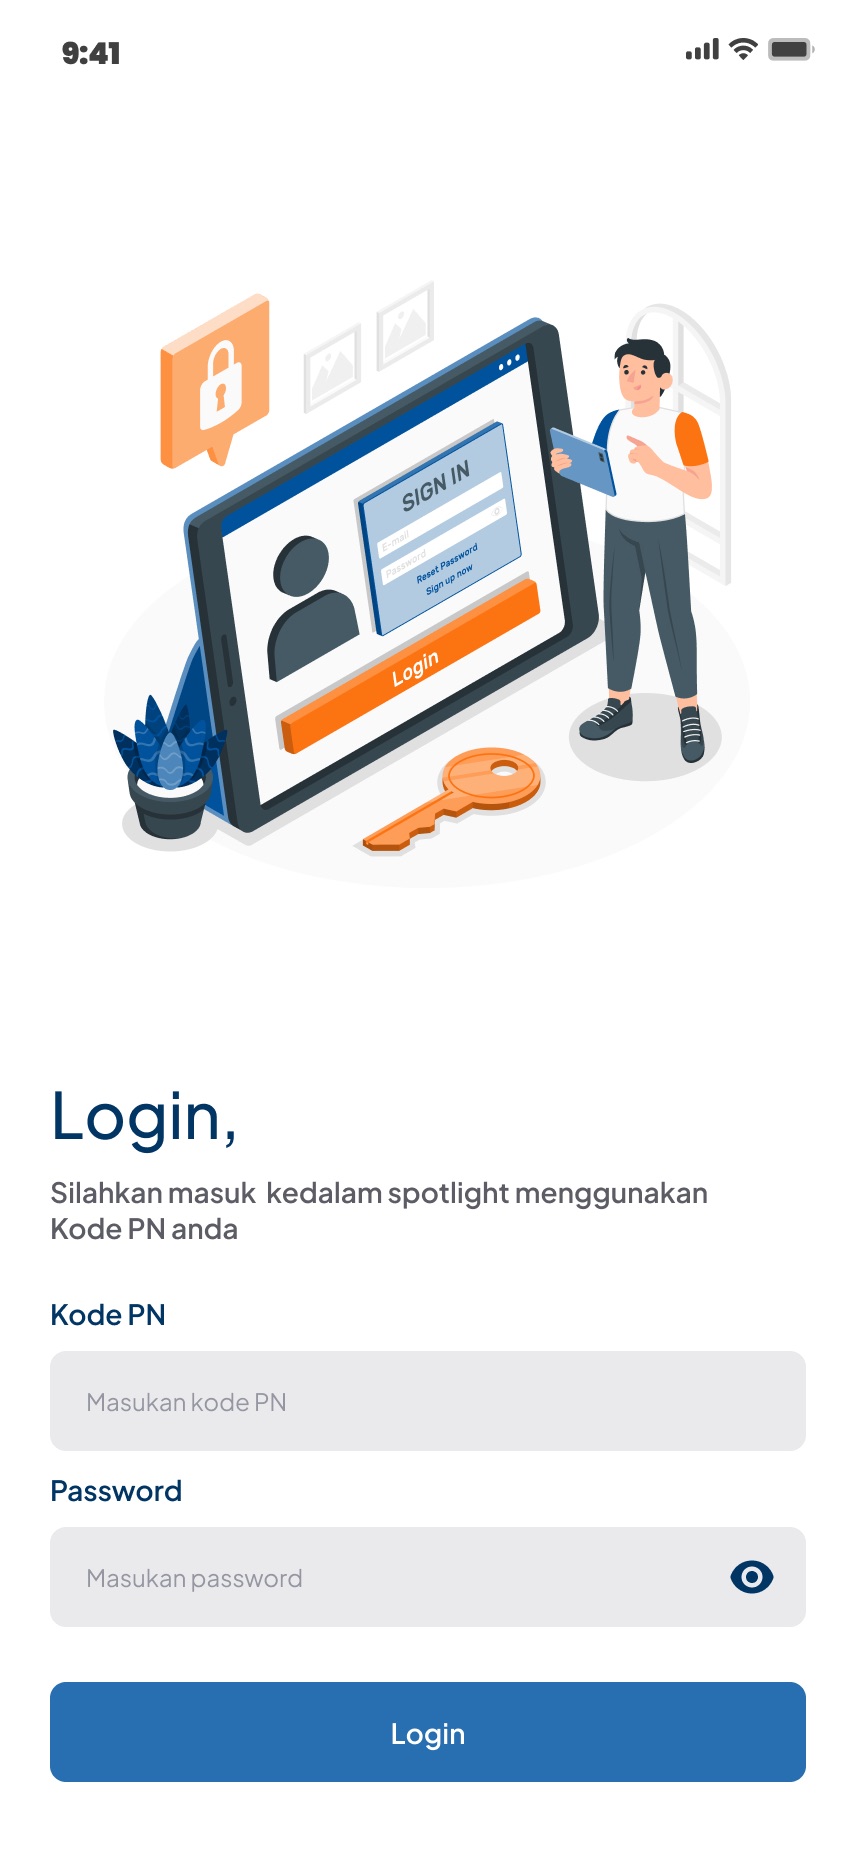 9:41
SIGN IN
E-mail
Password
Reset Password
Sign up now
Login
Login,
Silahkan masuk  kedalam spotlight menggunakan
Kode PN anda
Kode PN
Masukan kode PN
Password
Masukan password
Login